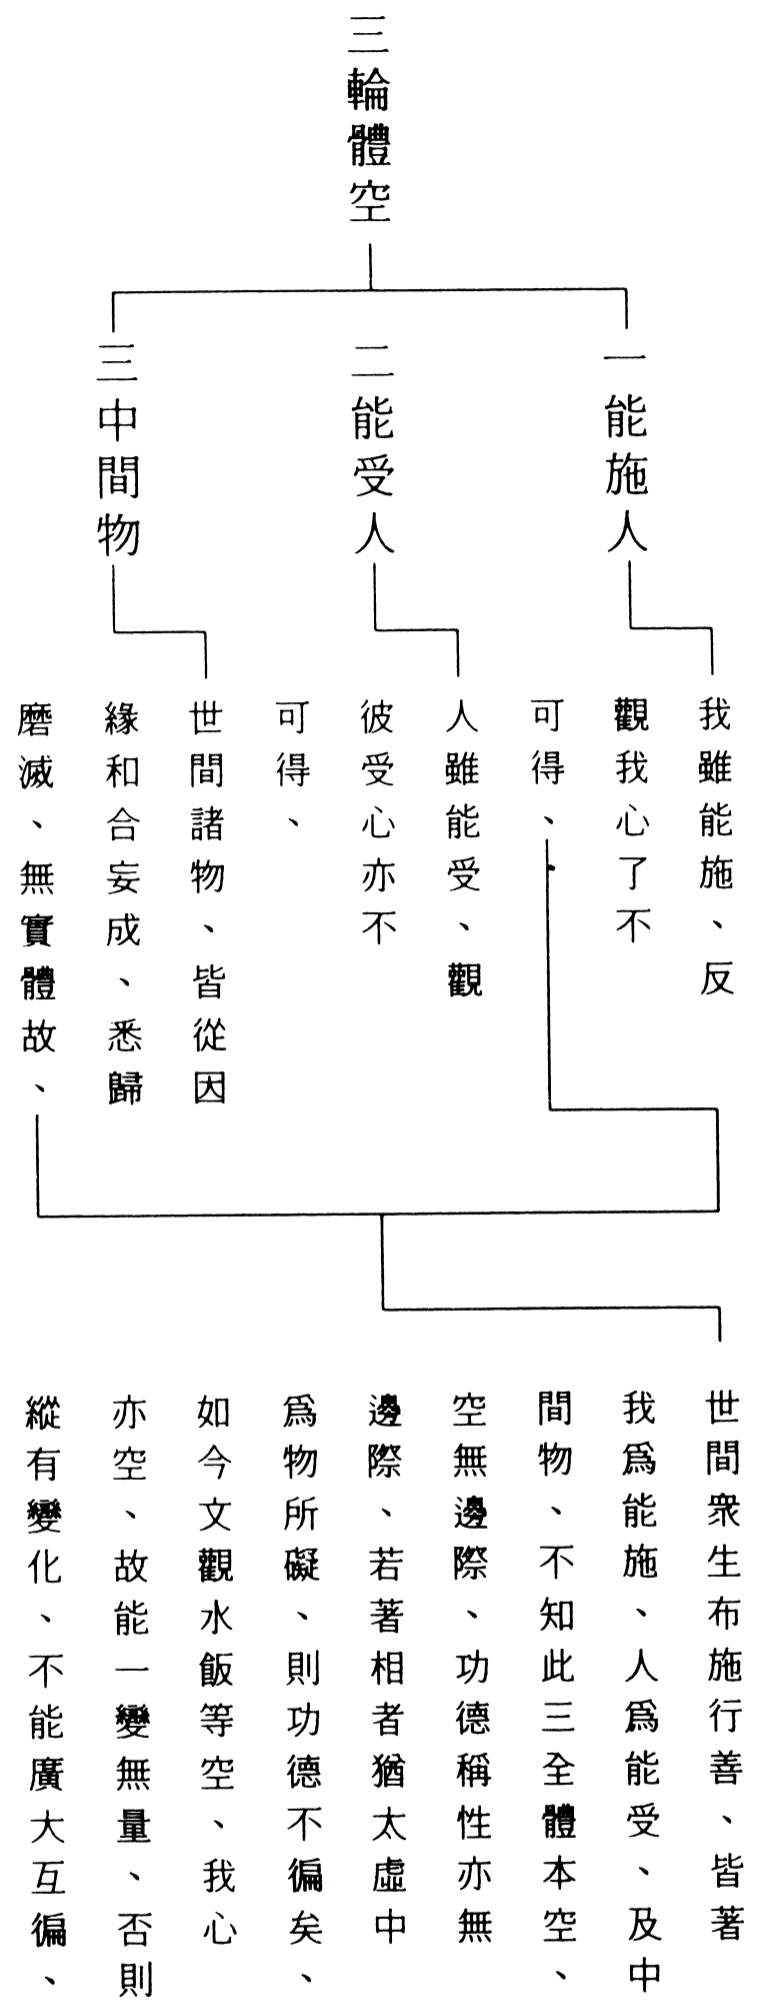 三輪體空
一能施人
我雖能施、反
觀我心了不
可得、
二能受人
人雖能受、觀
彼受心亦不
可得、
三中間物
世間諸物、皆從因
緣和合妄成、悉歸
磨滅、無實體故、
世間衆生布施行善、皆著
我爲能施、人爲能受、及中
間物、不知此三全體本空、
空無邊際、功德稱性亦無
邊際、若著相者猶太虛中
爲物所礙、則功德不徧矣、
如今文觀水飯等空、我心
亦空、故能一變無量、否則
縱有變化、不能廣大互徧、